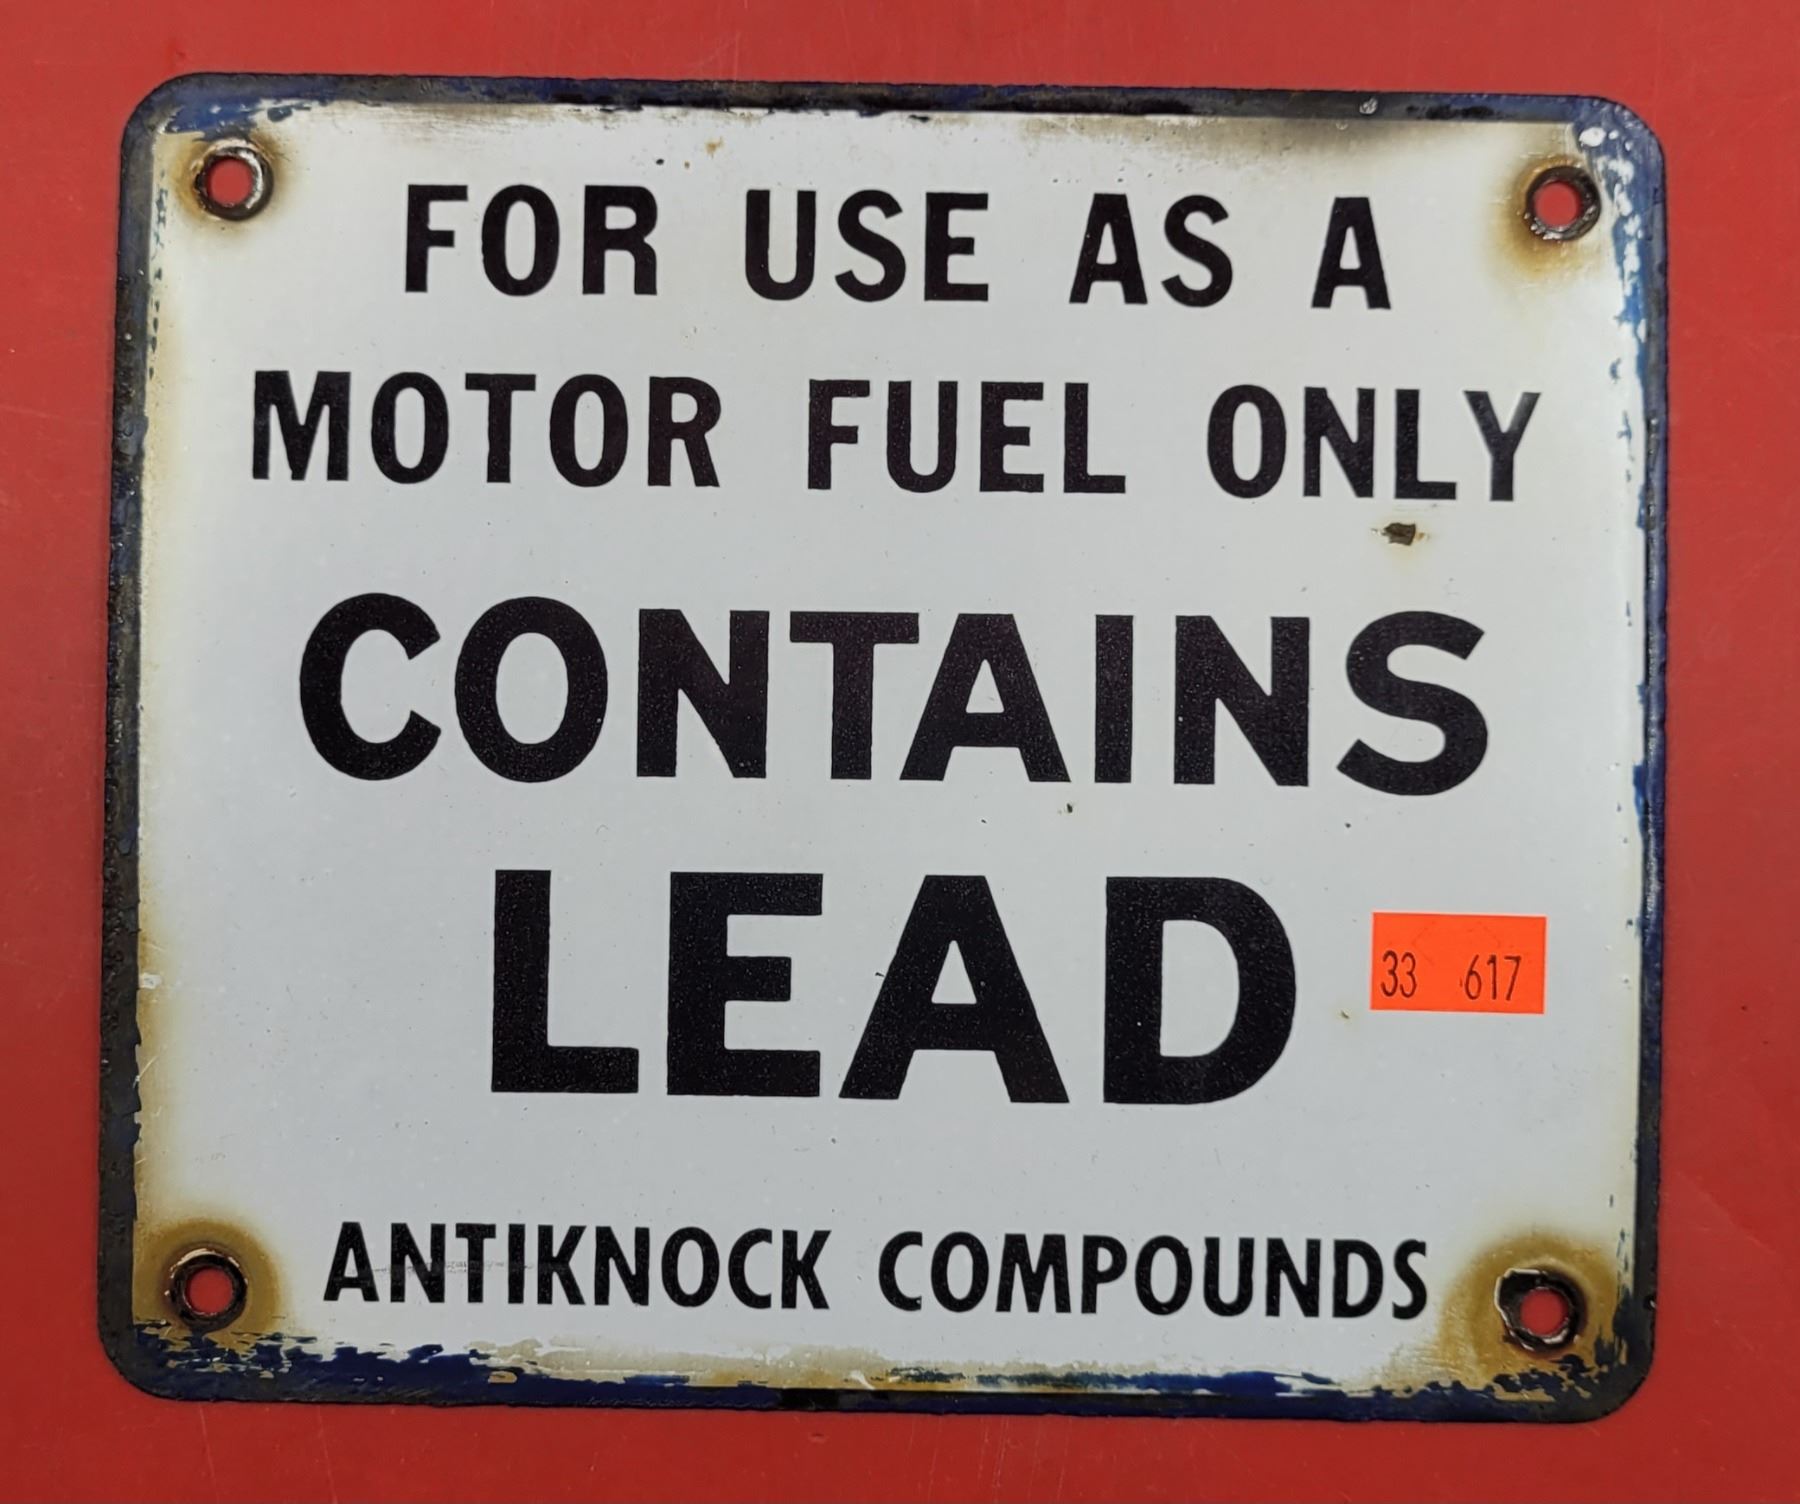 FOR USE AS A
MOTOR FUEL ONLY
CONTAINS
LEAD
33 617
ANTIKNOCK COMPOUNDS